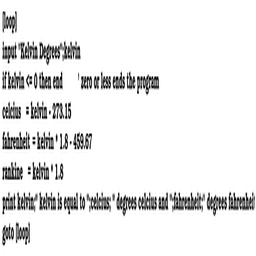 [loop]
input "Kelvin Degrees";kelvin
if kelvin <= 0 then end ' zero or less ends the program
celcius = kelvin - 273.15
fahrenheit = kelvin * 1.8 - 459.67
rankine = kelvin * 1.8
print kelvin;" kelvin is equal to ";celcius; " degrees celcius and ";fahrenheit;" degrees fahrenheit
goto [loop]